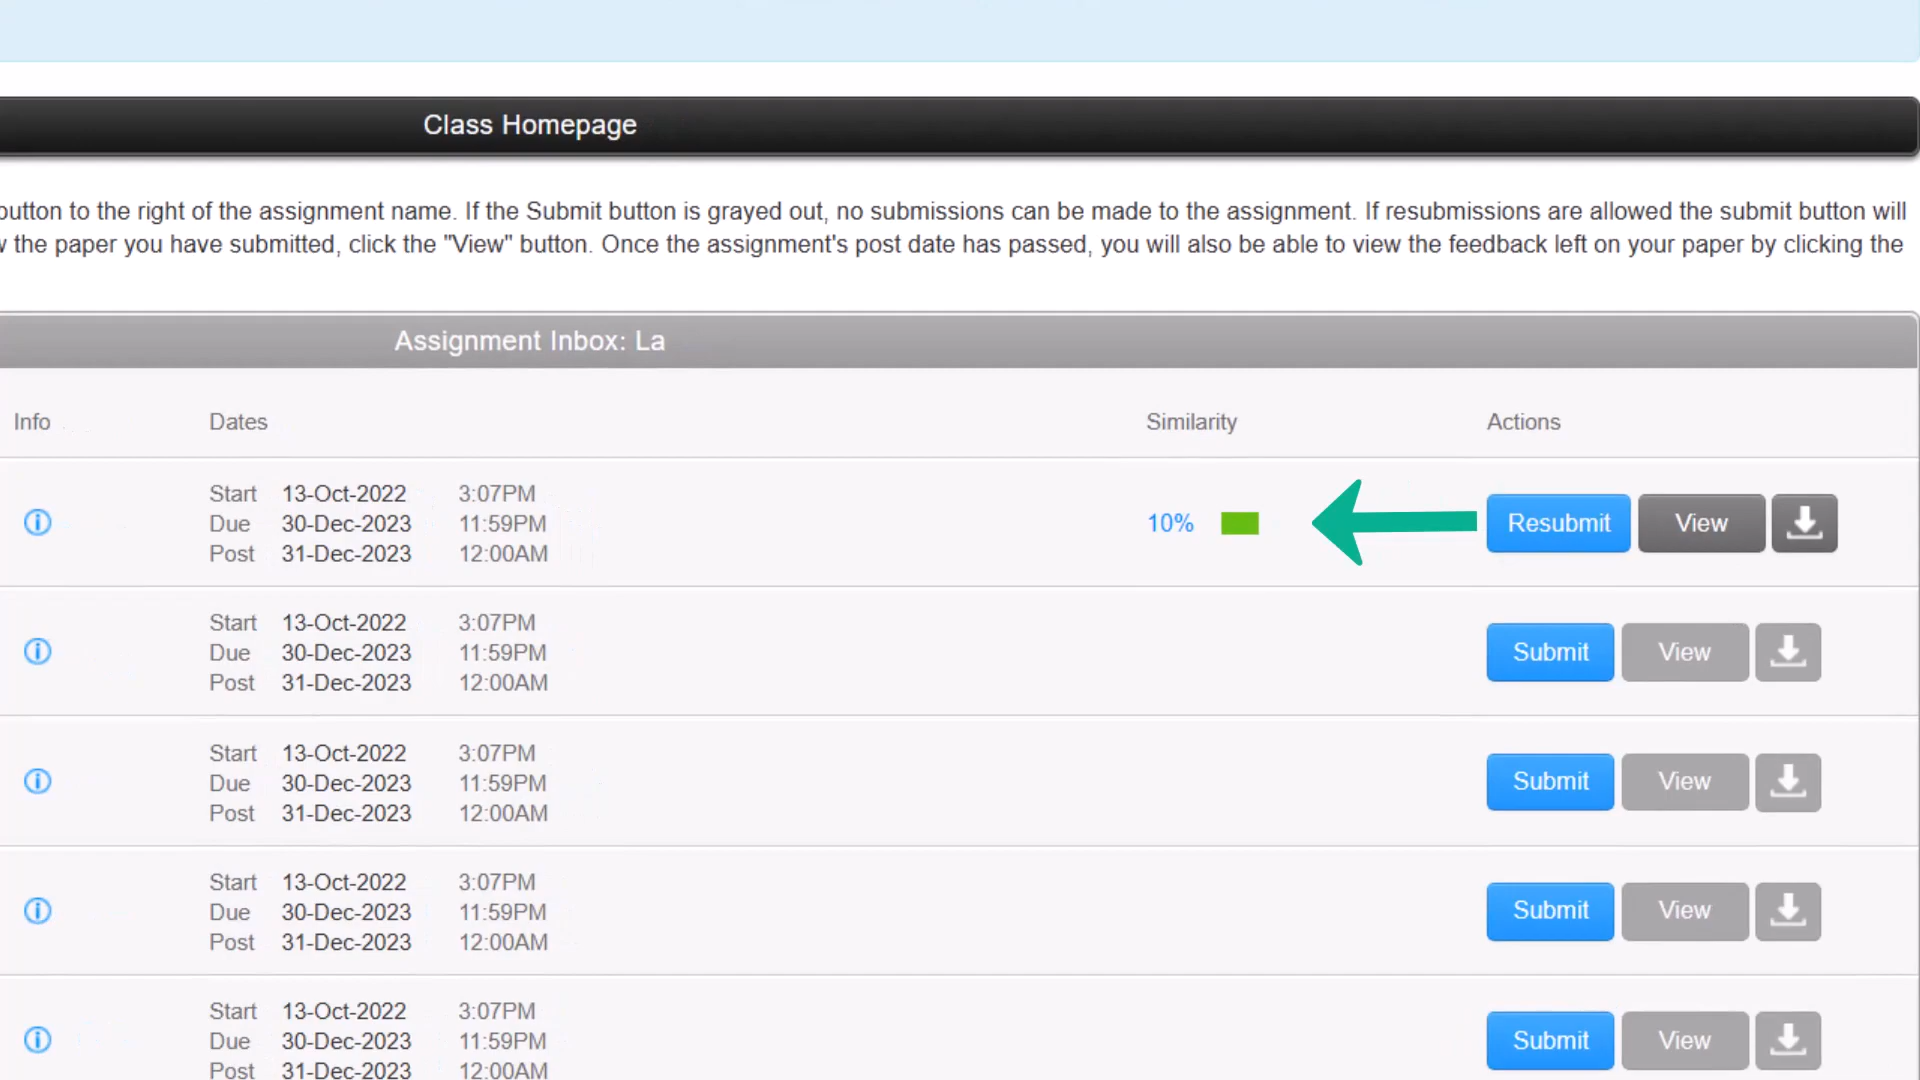 Class Homepage
button to the right of the assignment name. If the Submit button is grayed out, no submissions can be made to the assignment. If resubmissions are allowed the submit button will
the paper you have submitted, click the "View" button. Once the assignment's post date has passed, you will also be able to view the feedback left on your paper by clicking the
Assignment Inbox: La
Info Dates Similarity Actions
Start 13-Oct-2022 3:07PM
Due 30-Dec-2023 11:59PM
Post 31-Dec-2023 12:00AM
10%
Resubmit View
Start 13-Oct-2022 3:07PM
Due 30-Dec-2023 11:59PM
Post 31-Dec-2023 12:00AM
Submit View
Start 13-Oct-2022 3:07PM
Due 30-Dec-2023 11:59PM
Post 31-Dec-2023 12:00AM
Submit View
Start 13-Oct-2022 3:07PM
Due 30-Dec-2023 11:59PM
Post 31-Dec-2023 12:00AM
Submit View
Start 13-Oct-2022 3:07PM
Due 30-Dec-2023 11:59PM
Post 31-Dec-2023 12:00AM
Submit View